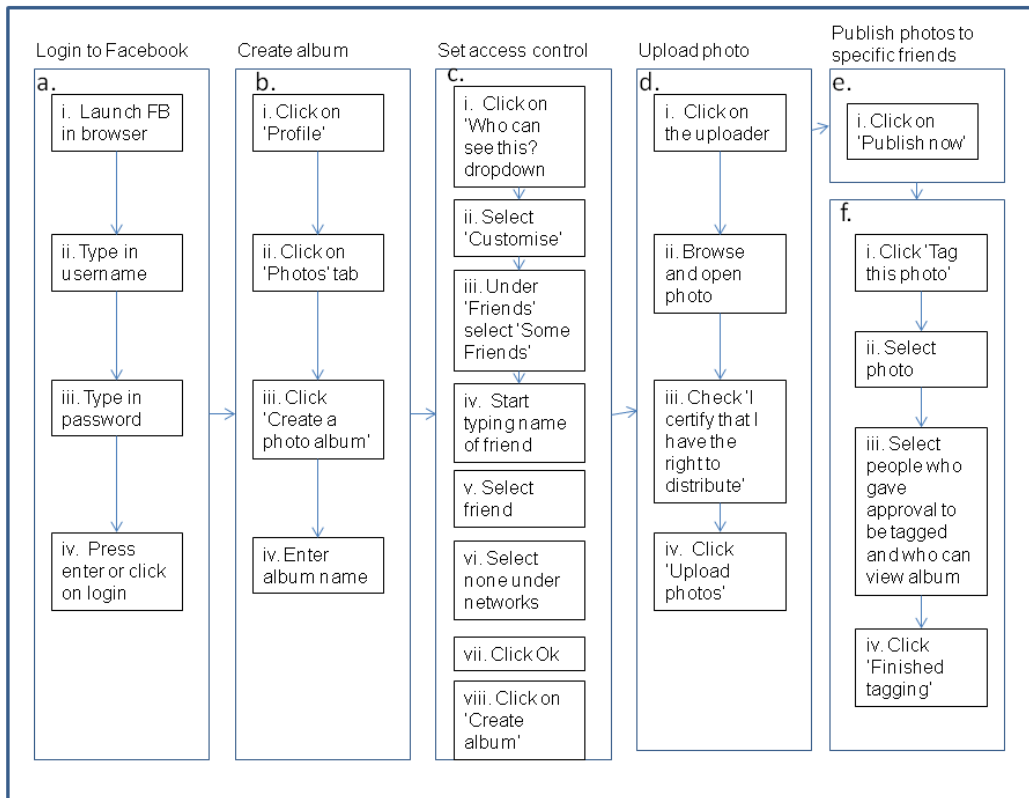 Login to Facebook
a.
i. Launch FB
in browser
ii. Type in
username
iii. Type in
password
iv. Press
enter or click
on login
Create album
b.
i. Click on
'Profile'
ii. Click on
'Photos' tab
iii. Click
'Create a
photo album'
iv. Enter
album name
Set access control
c.
i. Click on
'Who can
see this?
dropdown
ii. Select
'Customise'
iii. Under
'Friends'
select 'Some
Friends'
iv. Start
typing name
of friend
v. Select
friend
vi. Select
none under
networks
vii. Click Ok
viii. Click on
'Create
album'
Upload photo
d.
i. Click on
the uploader
ii. Browse
and open
photo
iii. Check 'I
certify that I
have the
right to
distribute'
iv. Click
'Upload
photos'
Publish photos to
specific friends
e.
i. Click on
'Publish now'
f.
i. Click 'Tag
this photo'
ii. Select
photo
iii. Select
people who
gave
approval to
be tagged
and who can
view album
iv. Click
'Finished
tagging'